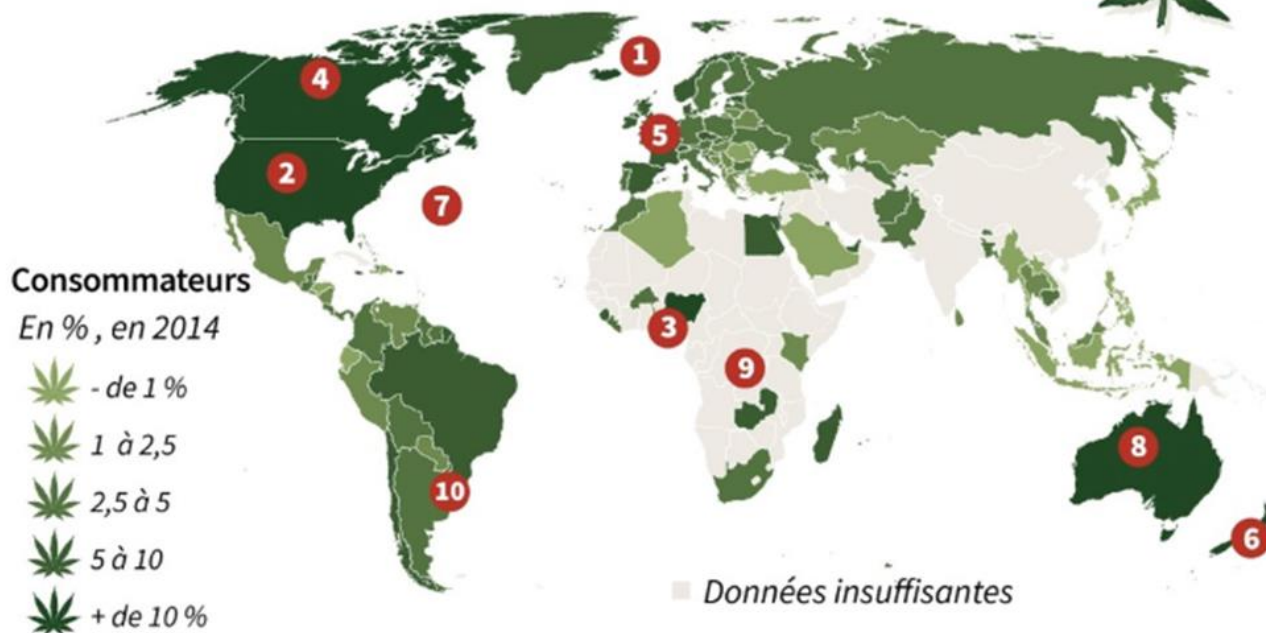 1
4
5
2
7
Consommateurs
En % , en 2014
3
9
- de 1 %
1 à 2,5
8
2,5 à 5
10
6
5 à 10
Données insuffisantes
+ de 10 %